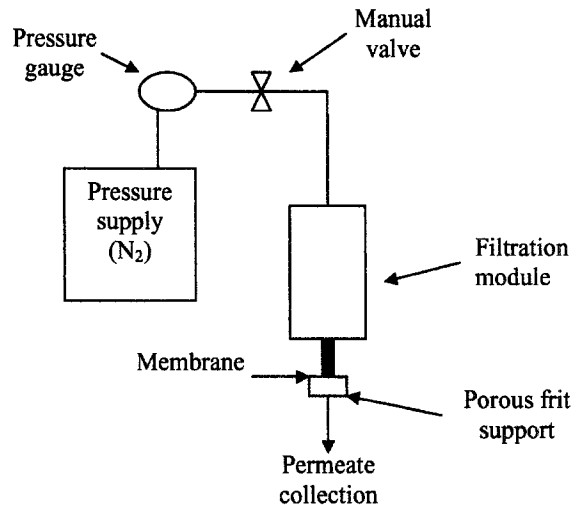 Pressure
gauge
Manual
valve
Pressure
supply
(N₂)
Filtration
module
Membrane
Porous frit
support
Permeate
collection